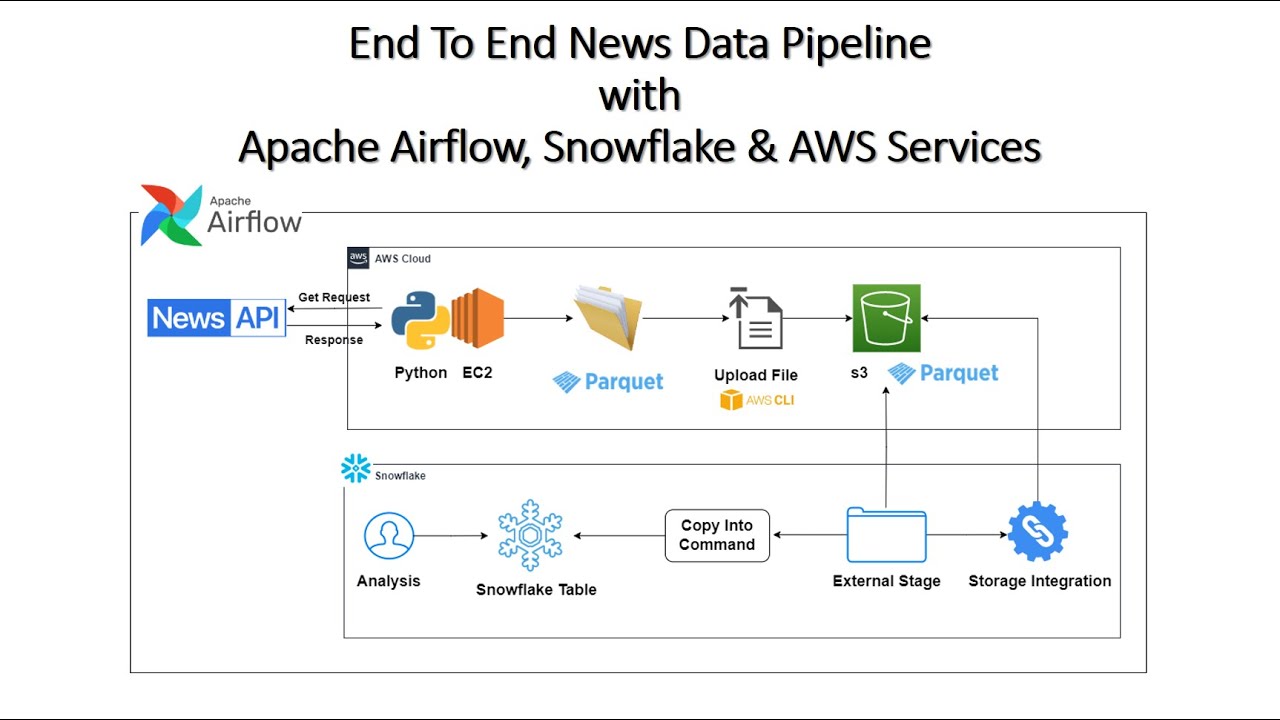 End To End News Data Pipeline
with
Apache Airflow, Snowflake & AWS Services
Apache
Airflow
aws
AWS Cloud
News API
Get Request
Response
Python
EC2
Parquet
Upload File
AWS CLI
s3
Parquet
Snowflake
Analysis
Snowflake Table
Copy Into
Command
External Stage
Storage Integration